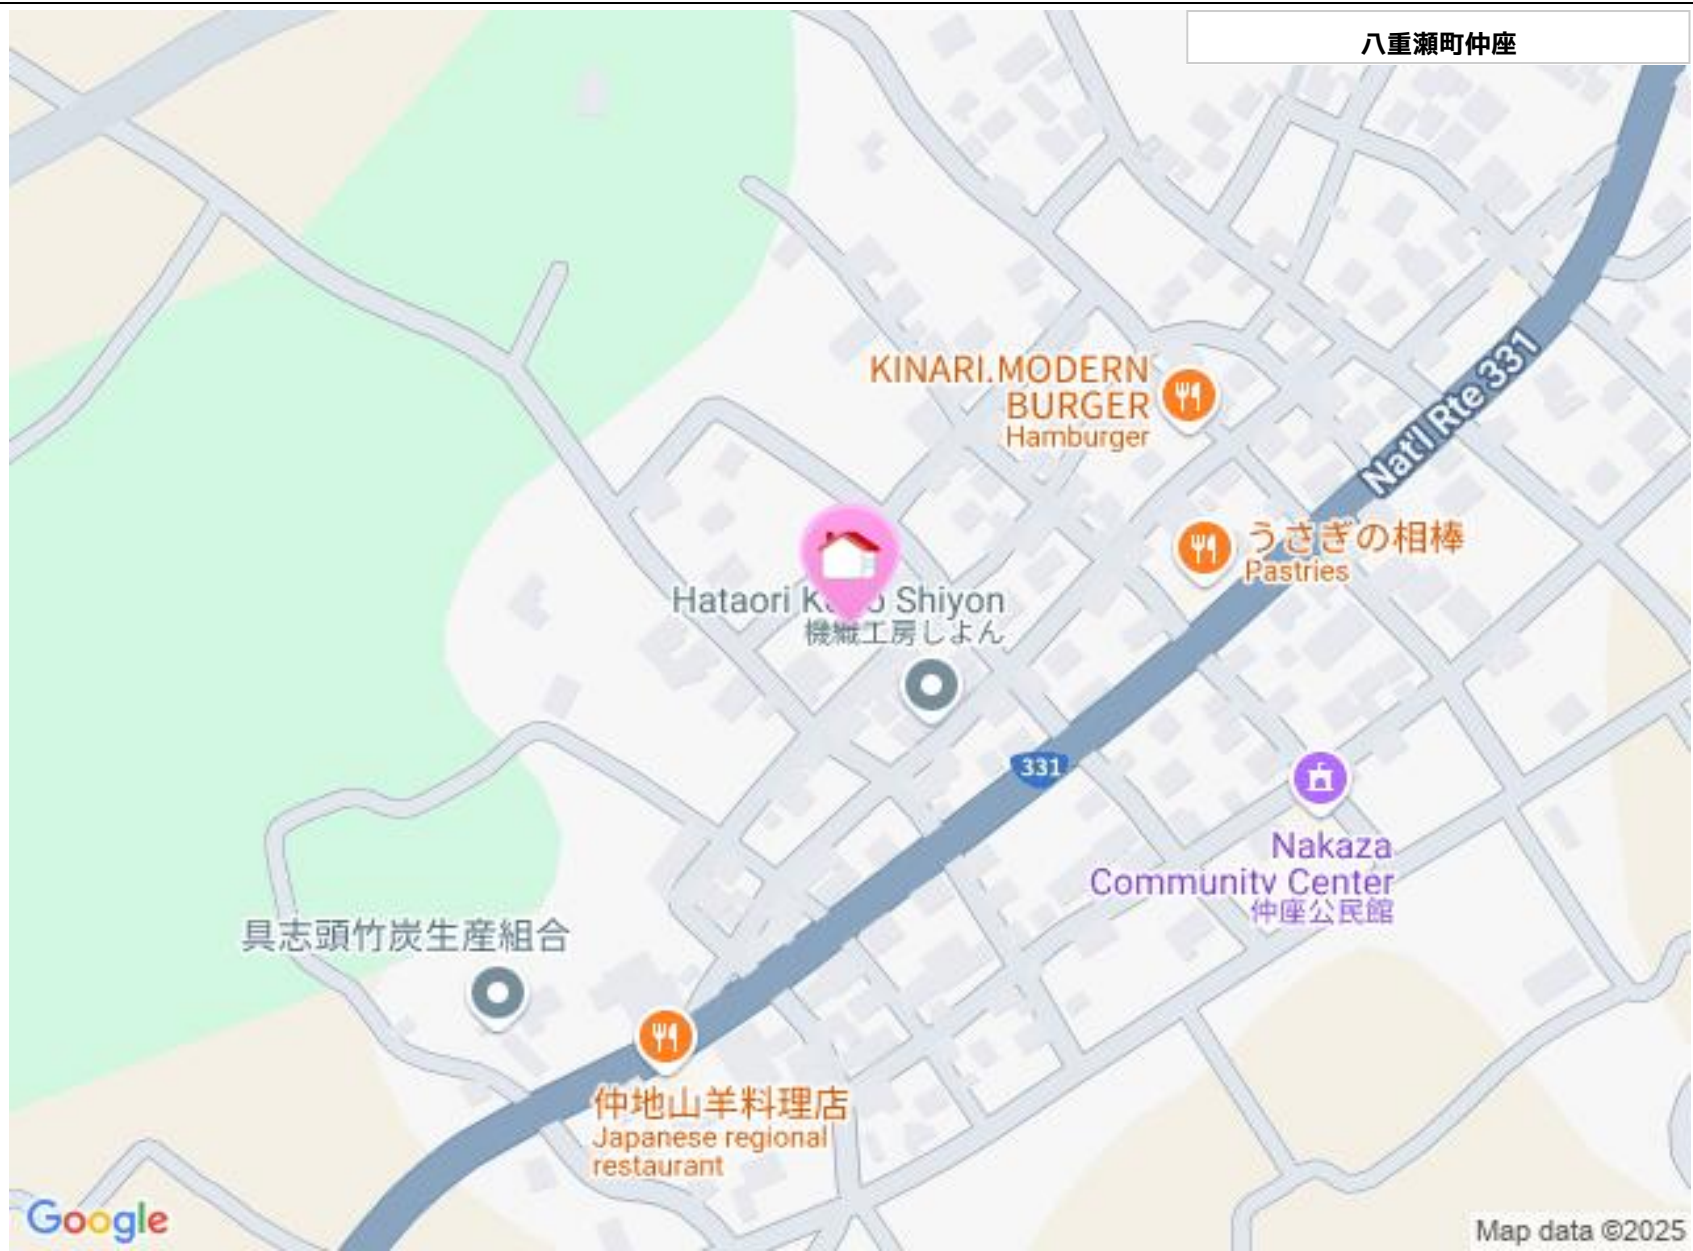 八重瀬町仲座
KINARI.MODERN
BURGER
Hamburger
Nat'l Rte 331
うさぎの相棒
Pastries
Hataori Shiyon
機織工房しよん
331
Nakaza
Community Center
仲座公民館
具志頭竹炭生産組合
仲地山羊料理店
Japanese regional
restaurant
Google
Map data ©2025